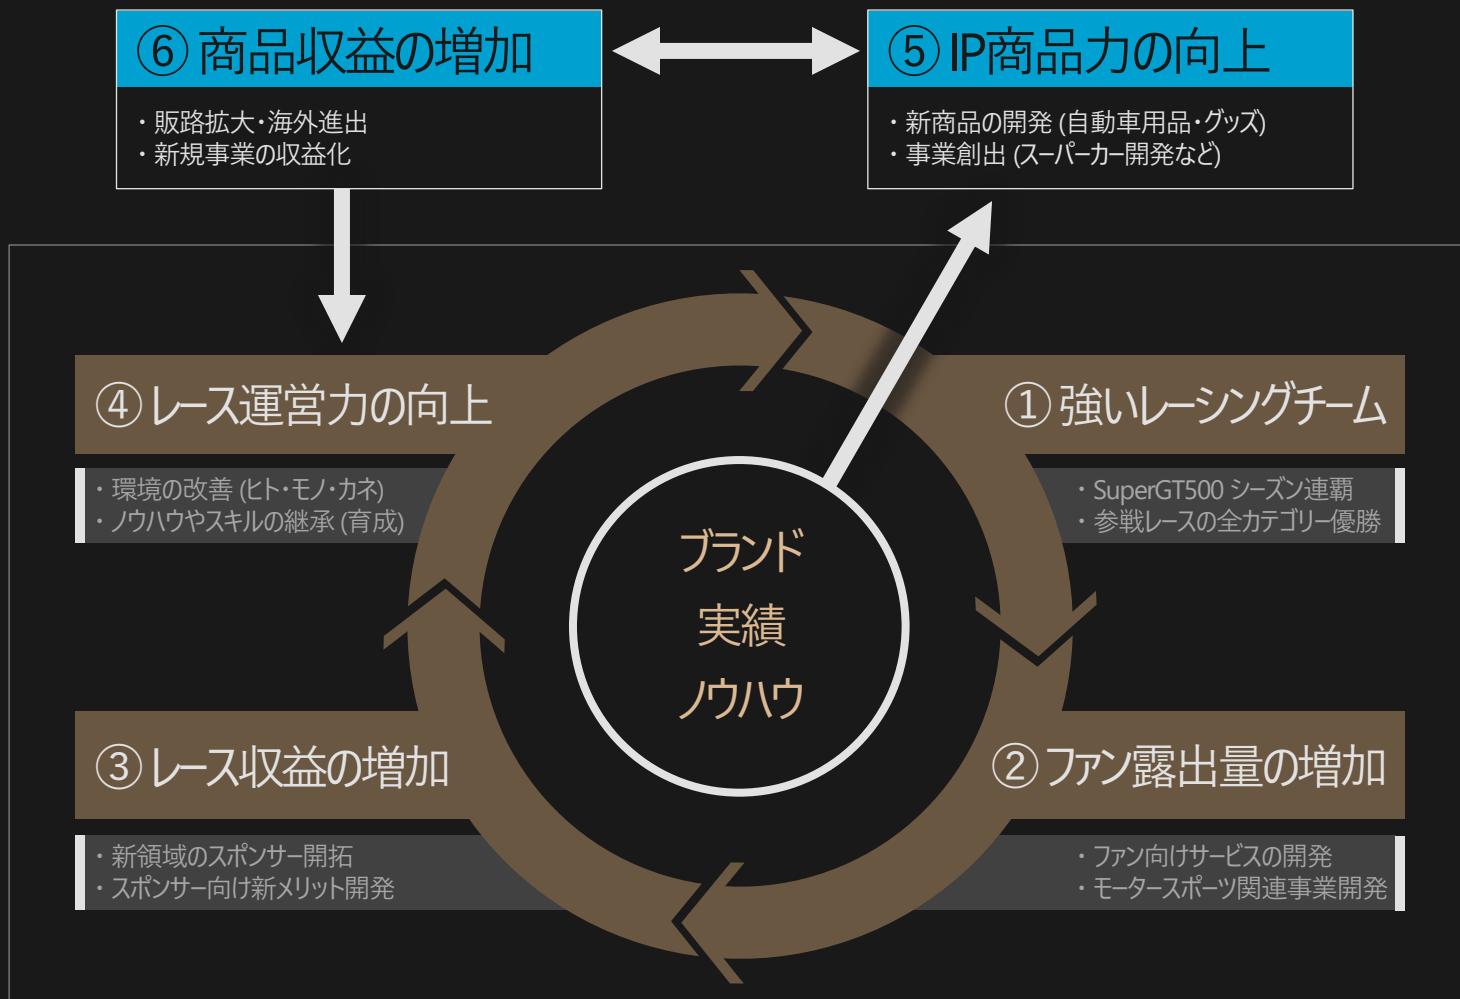 ⑥ 商品収益の増加
・ 販路拡大・海外進出
・ 新規事業の収益化
⑤ IP商品力の向上
・ 新商品の開発 (自動車用品・グッズ)
・ 事業創出 (スーパーカー開発など)
④ レース運営力の向上
・ 環境の改善 (ヒト・モノ・カネ)
・ ノウハウやスキルの継承 (育成)
① 強いレーシングチーム
・ SuperGT500 シーズン連覇
・ 参戦レースの全カテゴリー優勝
ブランド
実績
ノウハウ
③ レース収益の増加
・ 新領域のスポンサー開拓
・ スポンサー向け新メリット開発
② ファン露出量の増加
・ ファン向けサービスの開発
・ モータースポーツ関連事業開発